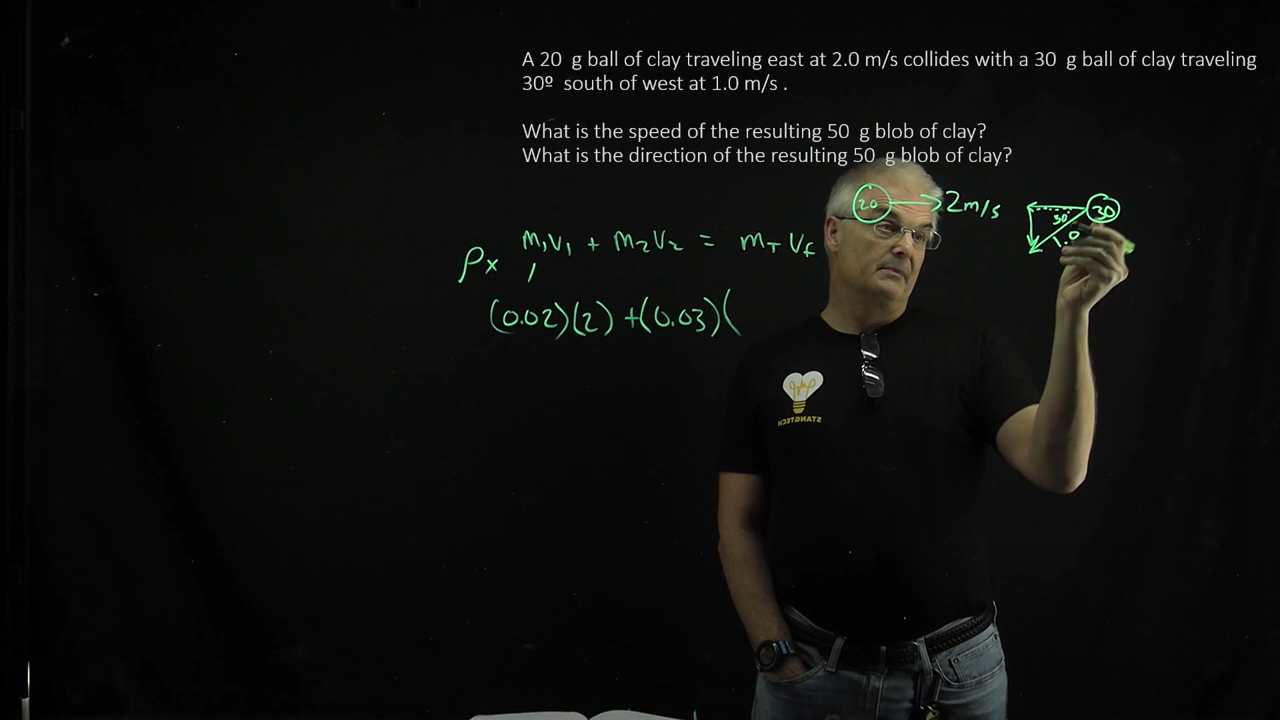 A 20 g ball of clay traveling east at 2.0 m/s collides with a 30 g ball of clay traveling
30º south of west at 1.0 m/s .
What is the speed of the resulting 50 g blob of clay?
What is the direction of the resulting 50 g blob of clay?
20 2m/s 30
30°
1.0
Px m₁v₁ + m₂v₂ = m_T v_f
(0.02)(2) +(0.03)(
STANGTECH